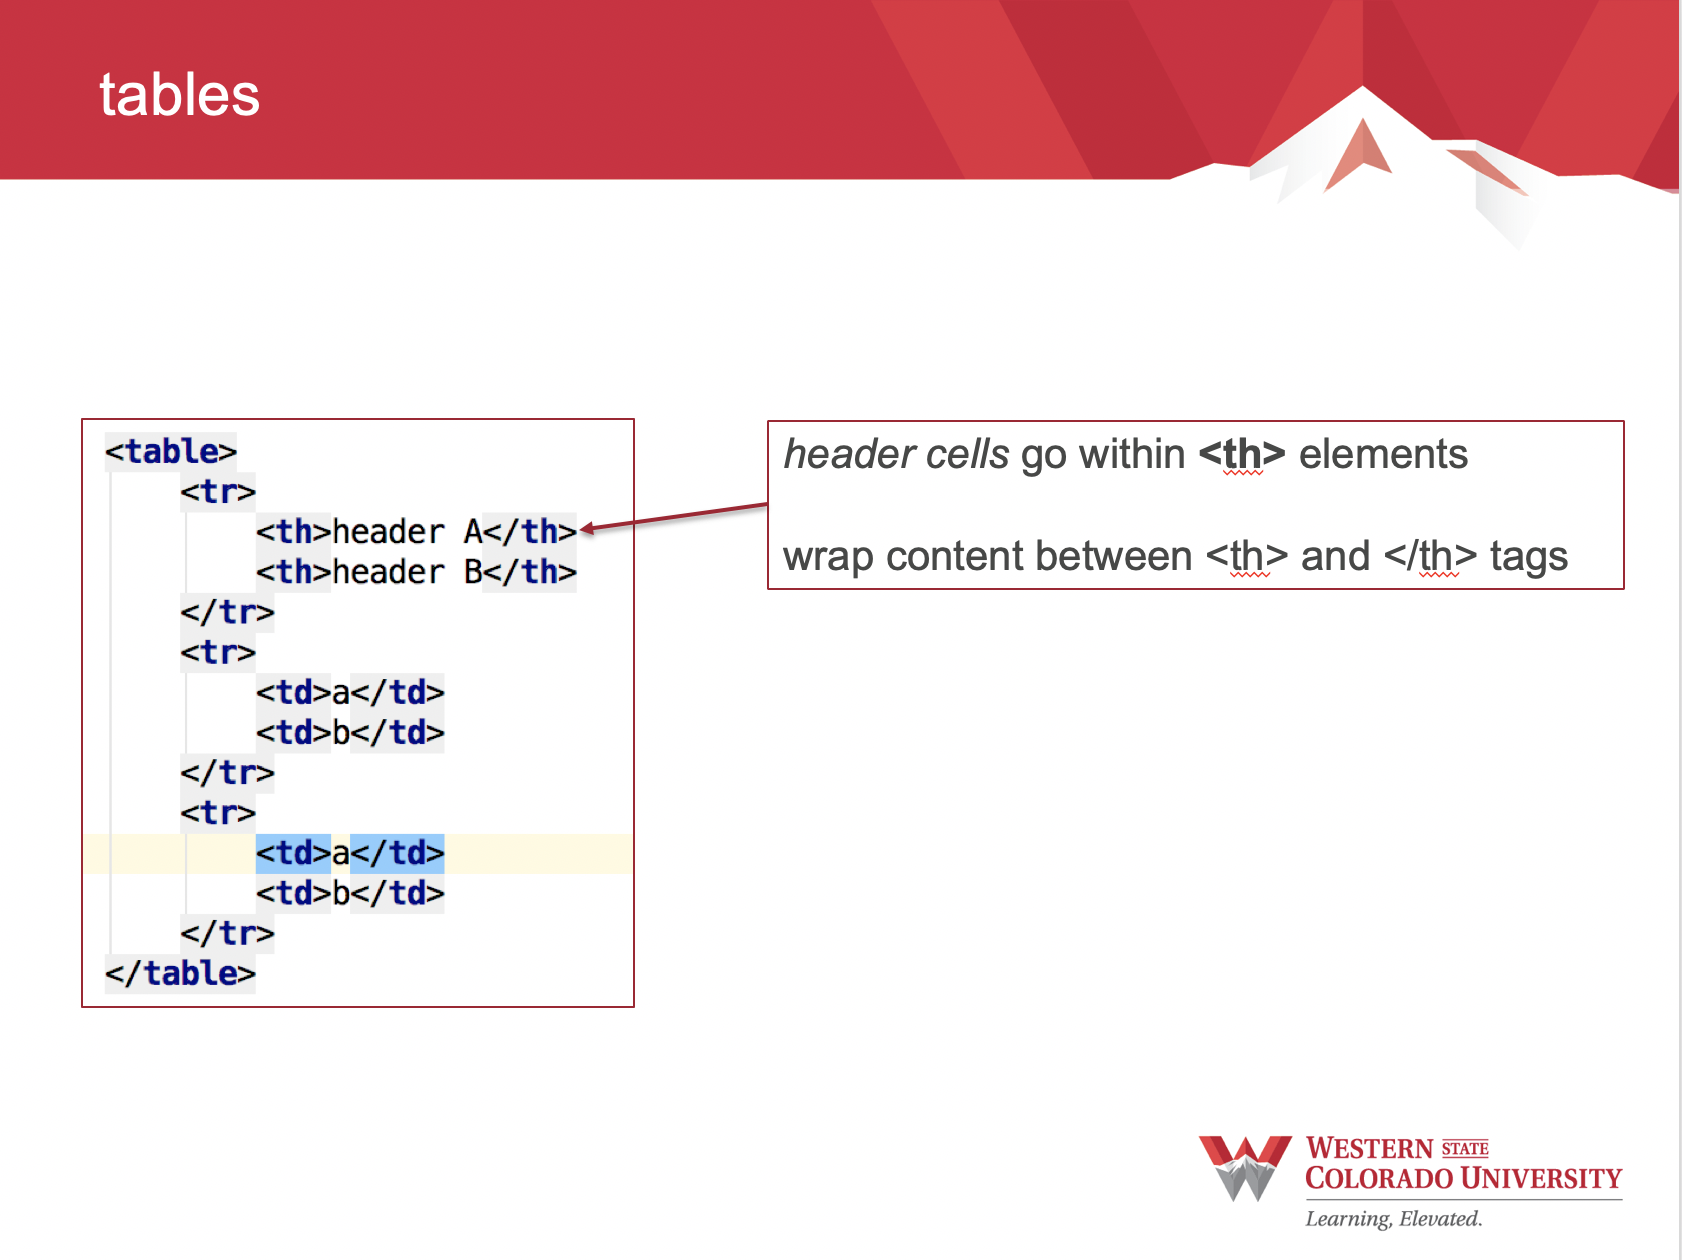 tables
<table>
<tr>
<th>header A</th>
<th>header B</th>
</tr>
<tr>
<td>a</td>
<td>b</td>
</tr>
<tr>
<td>a</td>
<td>b</td>
</tr>
</table>
header cells go within <th> elements
wrap content between <th> and </th> tags
WESTERN STATE
COLORADO UNIVERSITY
Learning, Elevated.